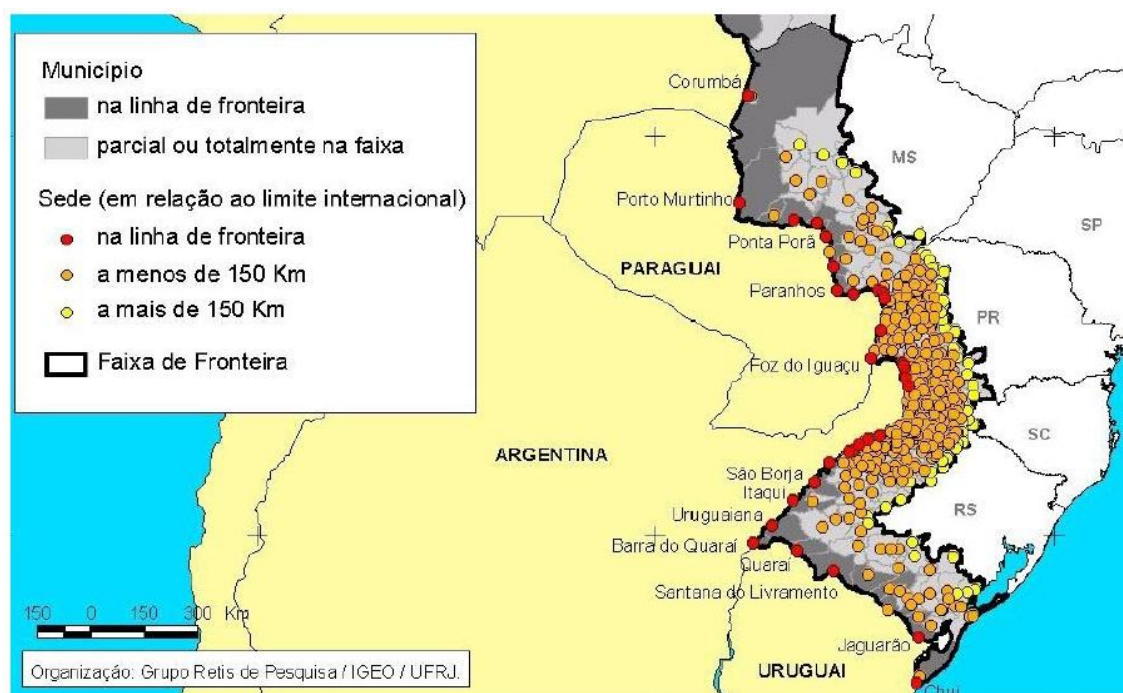 Município
na linha de fronteira
parcial ou totalmente na faixa
Sede (em relação ao limite internacional)
na linha de fronteira
a menos de 150 Km
a mais de 150 Km
Faixa de Fronteira
Corumbá
MS
Porto Murtinho
SP
Ponta Porã
PARAGUAI
Paranhos
PR
Foz do Iguaçu
SC
ARGENTINA
São Borja
Itaqui
RS
Uruguaiana
Barra do Quaraí
Quaraí
Santana do Livramento
150 0 150 300 Km
Jaguarão
Organização: Grupo Retis de Pesquisa / IGEO / UFRJ.
URUGUAI
Chuí